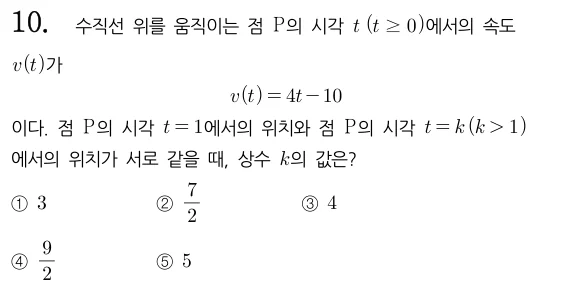 10. 수직선 위를 움직이는 점 P의 시각 t (t ≥ 0)에서의 속도
v(t)가
v(t) = 4t − 10
이다. 점 P의 시각 t = 1에서의 위치와 점 P의 시각 t = k (k > 1)
에서의 위치가 서로 같을 때, 상수 k의 값은?
① 3 ② 7/2 ③ 4
④ 9/2 ⑤ 5